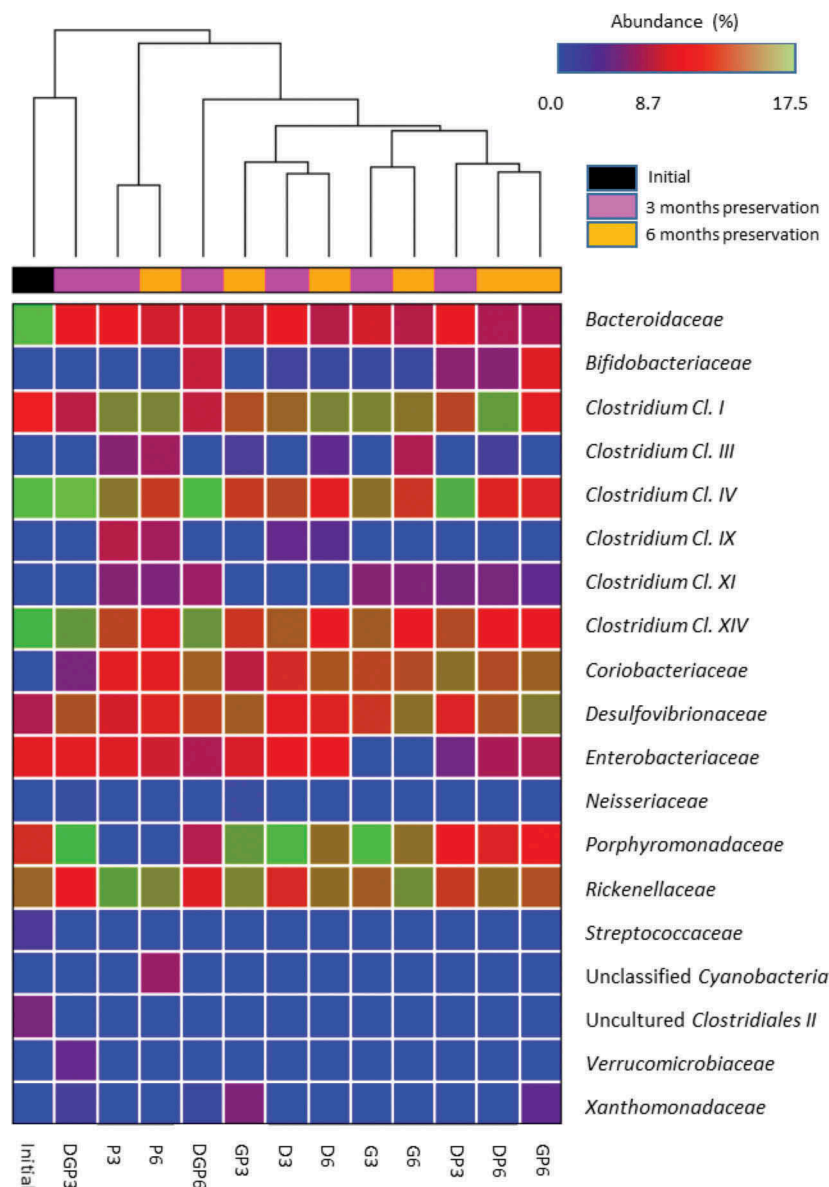 Abundance (%)
0.0 8.7 17.5
Initial
3 months preservation
6 months preservation
Bacteroidaceae
Bifidobacteriaceae
Clostridium Cl. I
Clostridium Cl. III
Clostridium Cl. IV
Clostridium Cl. IX
Clostridium Cl. XI
Clostridium Cl. XIV
Coriobacteriaceae
Desulfovibrionaceae
Enterobacteriaceae
Neisseriaceae
Porphyromonadaceae
Rickenellaceae
Streptococcaceae
Unclassified Cyanobacteria
Uncultured Clostridiales II
Verrucomicrobiaceae
Xanthomonadaceae
Initial DGP3 P3 P6 DGP6 GP3 D3 D6 G3 G6 DP3 DP6 GP6